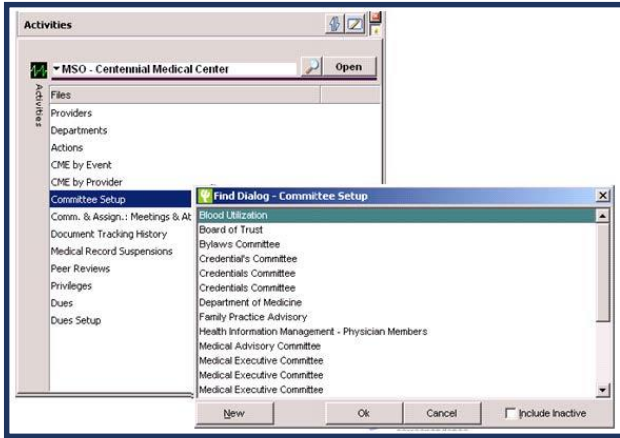 Activities
MSO - Centennial Medical Center
Open
Activities
Files
Providers
Departments
Actions
CME by Event
CME by Provider
Committee Setup
Comm. & Assign.: Meetings & At
Document Tracking History
Medical Record Suspensions
Peer Reviews
Privileges
Dues
Dues Setup
Find Dialog - Committee Setup
Blood Utilization
Board of Trust
Bylaws Committee
Credential's Committee
Credentials Committee
Credentials Committee
Department of Medicine
Family Practice Advisory
Health Information Management - Physician Members
Medical Advisory Committee
Medical Executive Committee
Medical Executive Committee
Medical Executive Committee
New
Ok
Cancel
Include Inactive